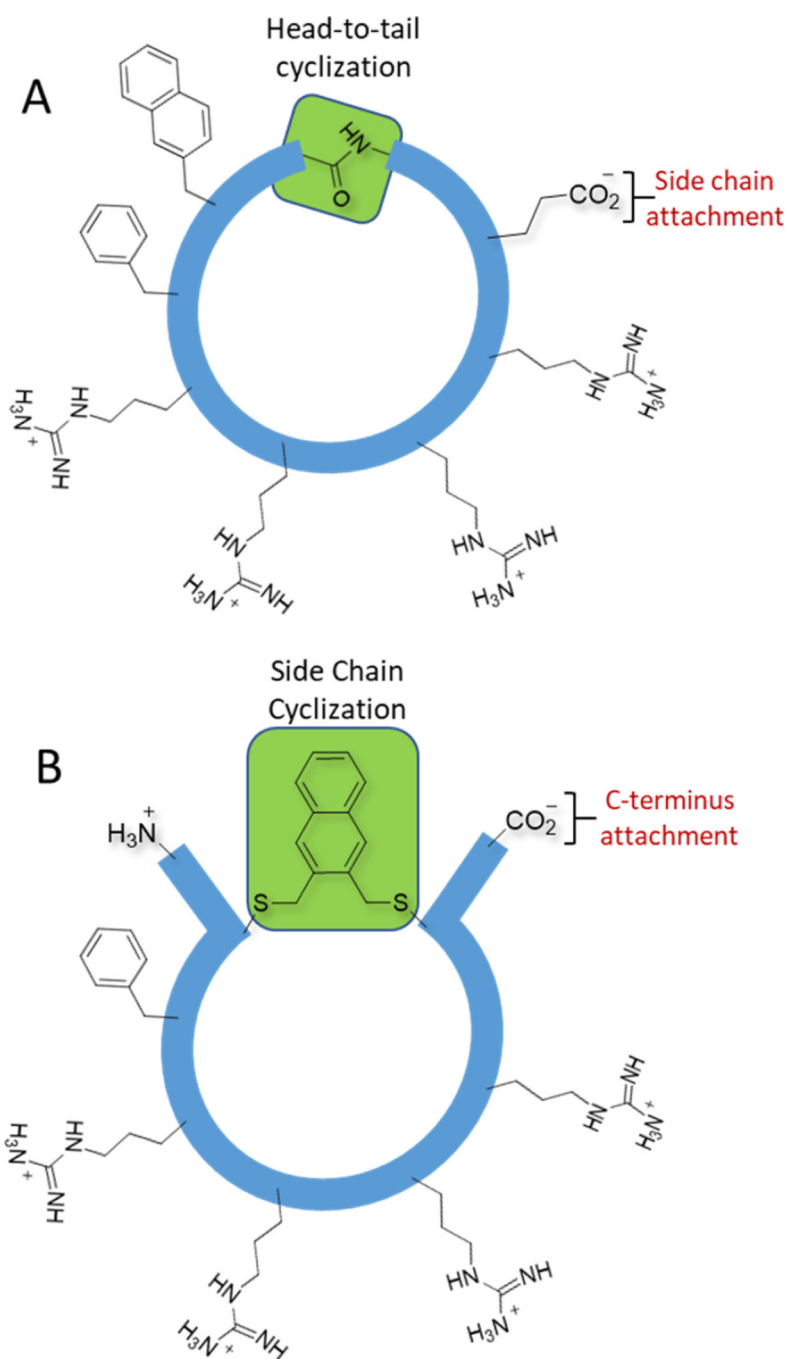 Head-to-tail
cyclization
A
HN
O
CO2−
Side chain
attachment
NH
HN
H3N+
NH
H3N+
NH
HN
NH
H3N+
HN
NH
H3N+
Side Chain
Cyclization
B
H3N+
CO2−
C-terminus
attachment
S
S
NH
HN
H3N+
NH
H3N+
NH
HN
NH
H3N+
HN
NH
H3N+